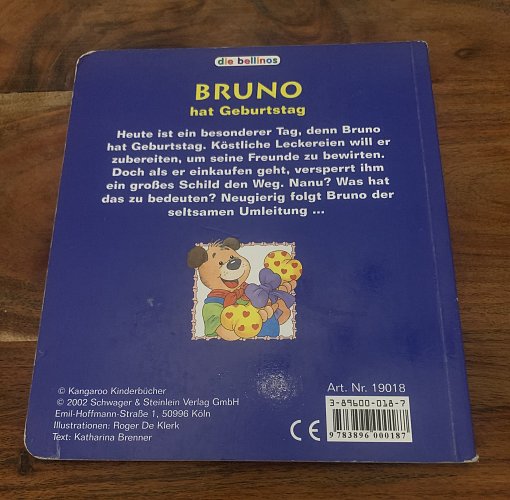 die bellinos
BRUNO
hat Geburtstag
Heute ist ein besonderer Tag, denn Bruno
hat Geburtstag. Köstliche Leckereien will er
zubereiten, um seine Freunde zu bewirten.
Doch als er einkaufen geht, versperrt ihm
ein großes Schild den Weg. Nanu? Was hat
das zu bedeuten? Neugierig folgt Bruno der
seltsamen Umleitung ...
© Kangaroo Kinderbücher
© 2002 Schwager & Steinlein Verlag GmbH
Emil-Hoffmann-Straße 1, 50996 Köln
Illustrationen: Roger De Klerk
Text: Katharina Brenner
CE
Art. Nr. 19018
3-89600-018-7
9783896000187